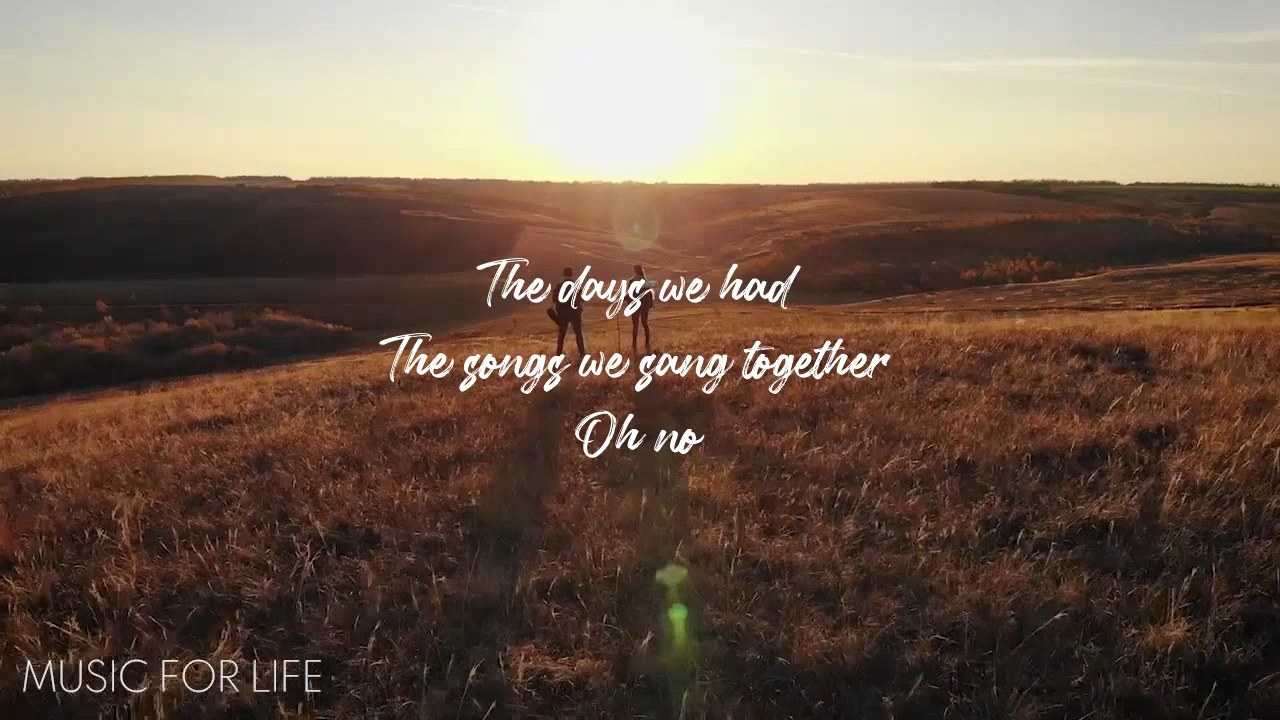 The days we had
The songs we sang together
Oh no
MUSIC FOR LIFE